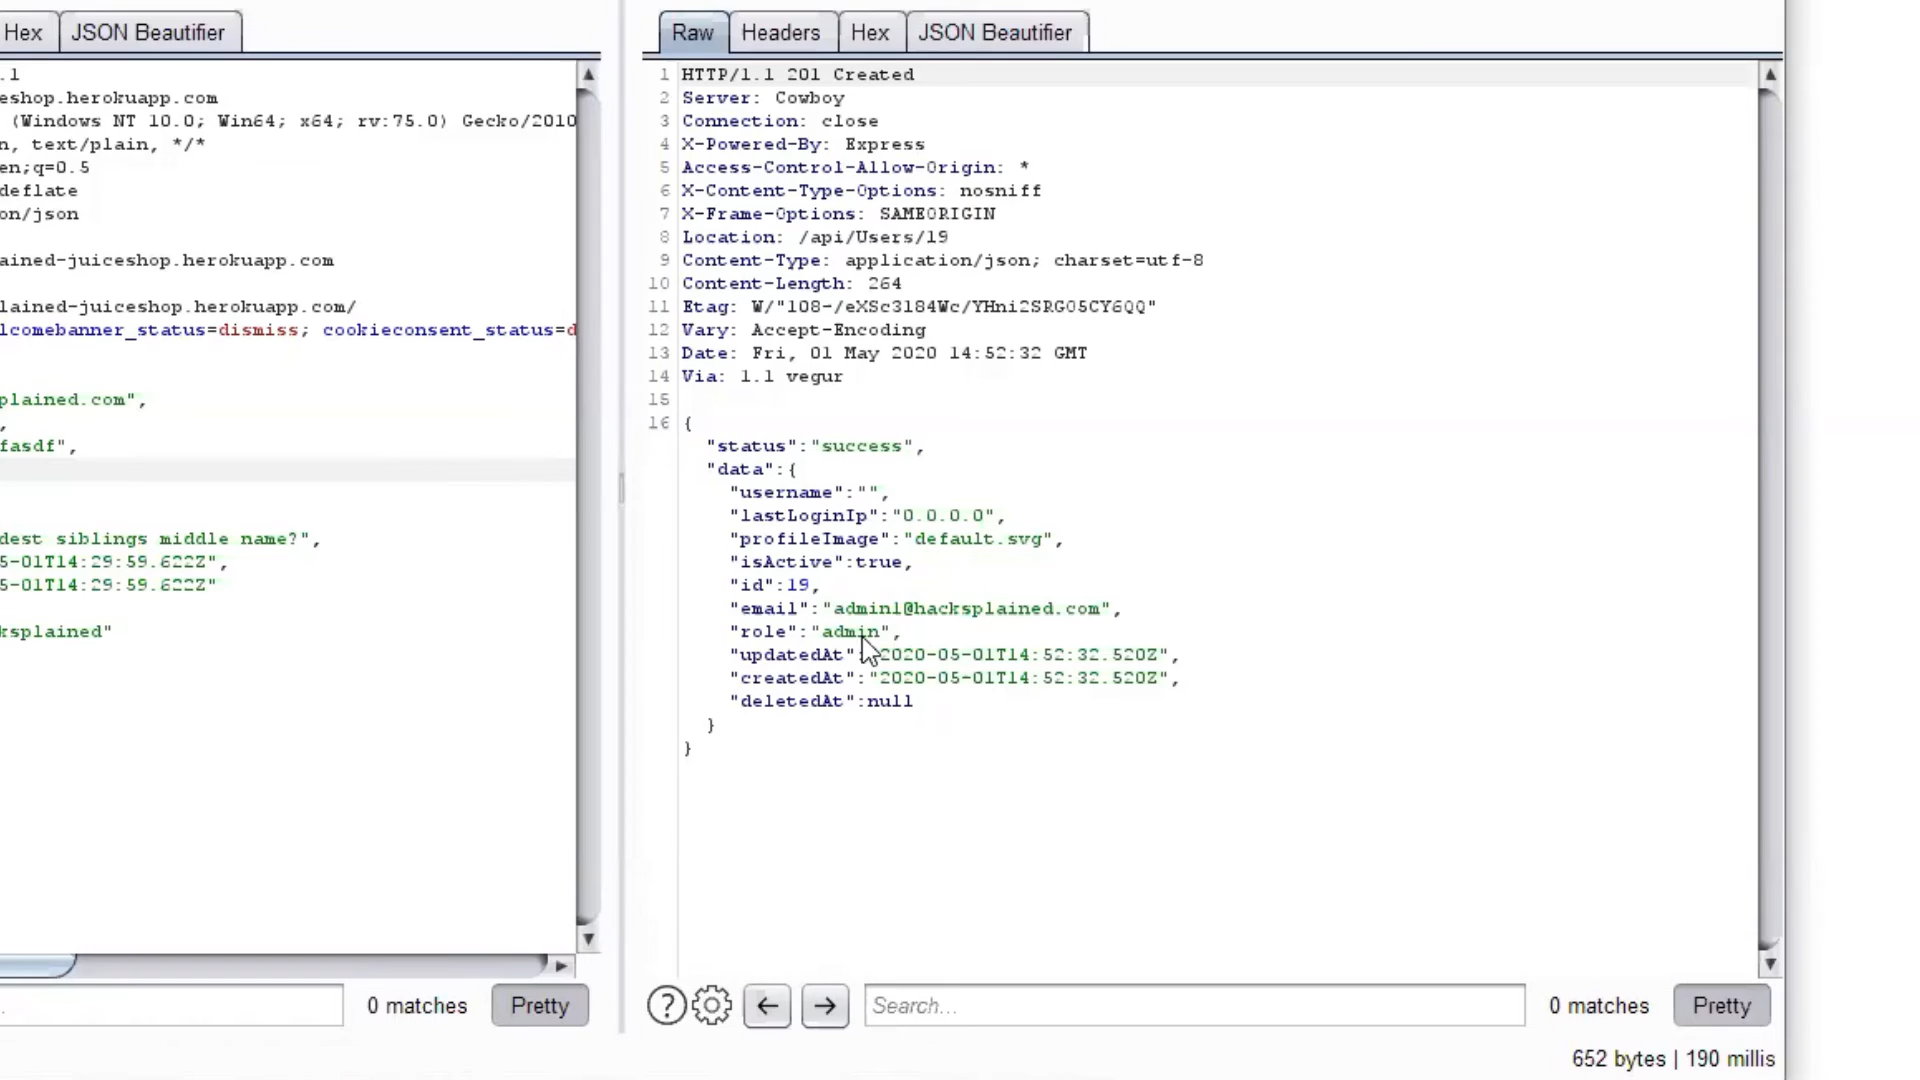 Hex JSON Beautifier
.1
eshop.herokuapp.com
(Windows NT 10.0; Win64; x64; rv:75.0) Gecko/2010
n, text/plain, */*
en;q=0.5
deflate
on/json
ained-juiceshop.herokuapp.com
lained-juiceshop.herokuapp.com/
lcomebanner_status=dismiss; cookieconsent_status=d
plained.com",
,
fasdf",
dest siblings middle name?",
5-01T14:29:59.622Z",
5-01T14:29:59.622Z"
ksplained"
. 0 matches Pretty
Raw Headers Hex JSON Beautifier
1 HTTP/1.1 201 Created
2 Server: Cowboy
3 Connection: close
4 X-Powered-By: Express
5 Access-Control-Allow-Origin: *
6 X-Content-Type-Options: nosniff
7 X-Frame-Options: SAMEORIGIN
8 Location: /api/Users/19
9 Content-Type: application/json; charset=utf-8
10 Content-Length: 264
11 Etag: W/"108-/eXSc3184Wc/YHni2SRG05CY6QQ"
12 Vary: Accept-Encoding
13 Date: Fri, 01 May 2020 14:52:32 GMT
14 Via: 1.1 vegur
15
16 {
"status":"success",
"data":{
"username":"",
"lastLoginIp":"0.0.0.0",
"profileImage":"default.svg",
"isActive":true,
"id":19,
"email":"admin1@hacksplained.com",
"role":"admin",
"updatedAt":"2020-05-01T14:52:32.520Z",
"createdAt":"2020-05-01T14:52:32.520Z",
"deletedAt":null
}
}
? Search... 0 matches Pretty
652 bytes | 190 millis